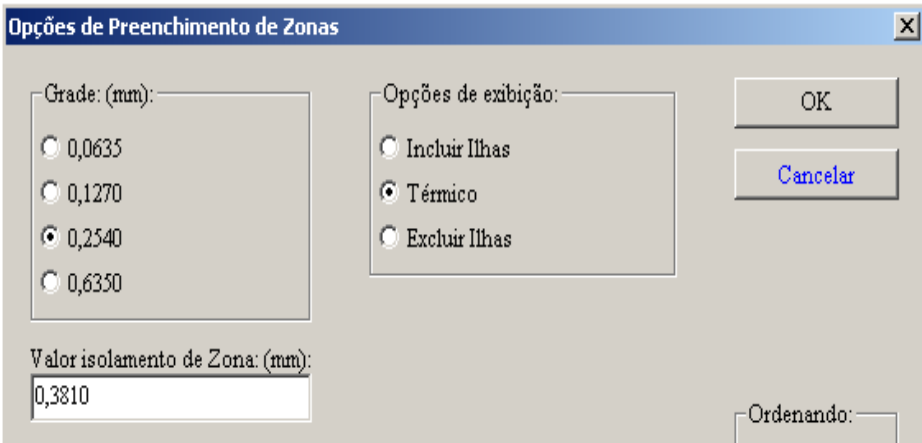 Opções de Preenchimento de Zonas
Grade: (mm):
0,0635
0,1270
0,2540
0,6350
Valor isolamento de Zona: (mm):
0,3810
Opções de exibição:
Incluir Ilhas
Térmico
Excluir Ilhas
OK
Cancelar
Ordenando: